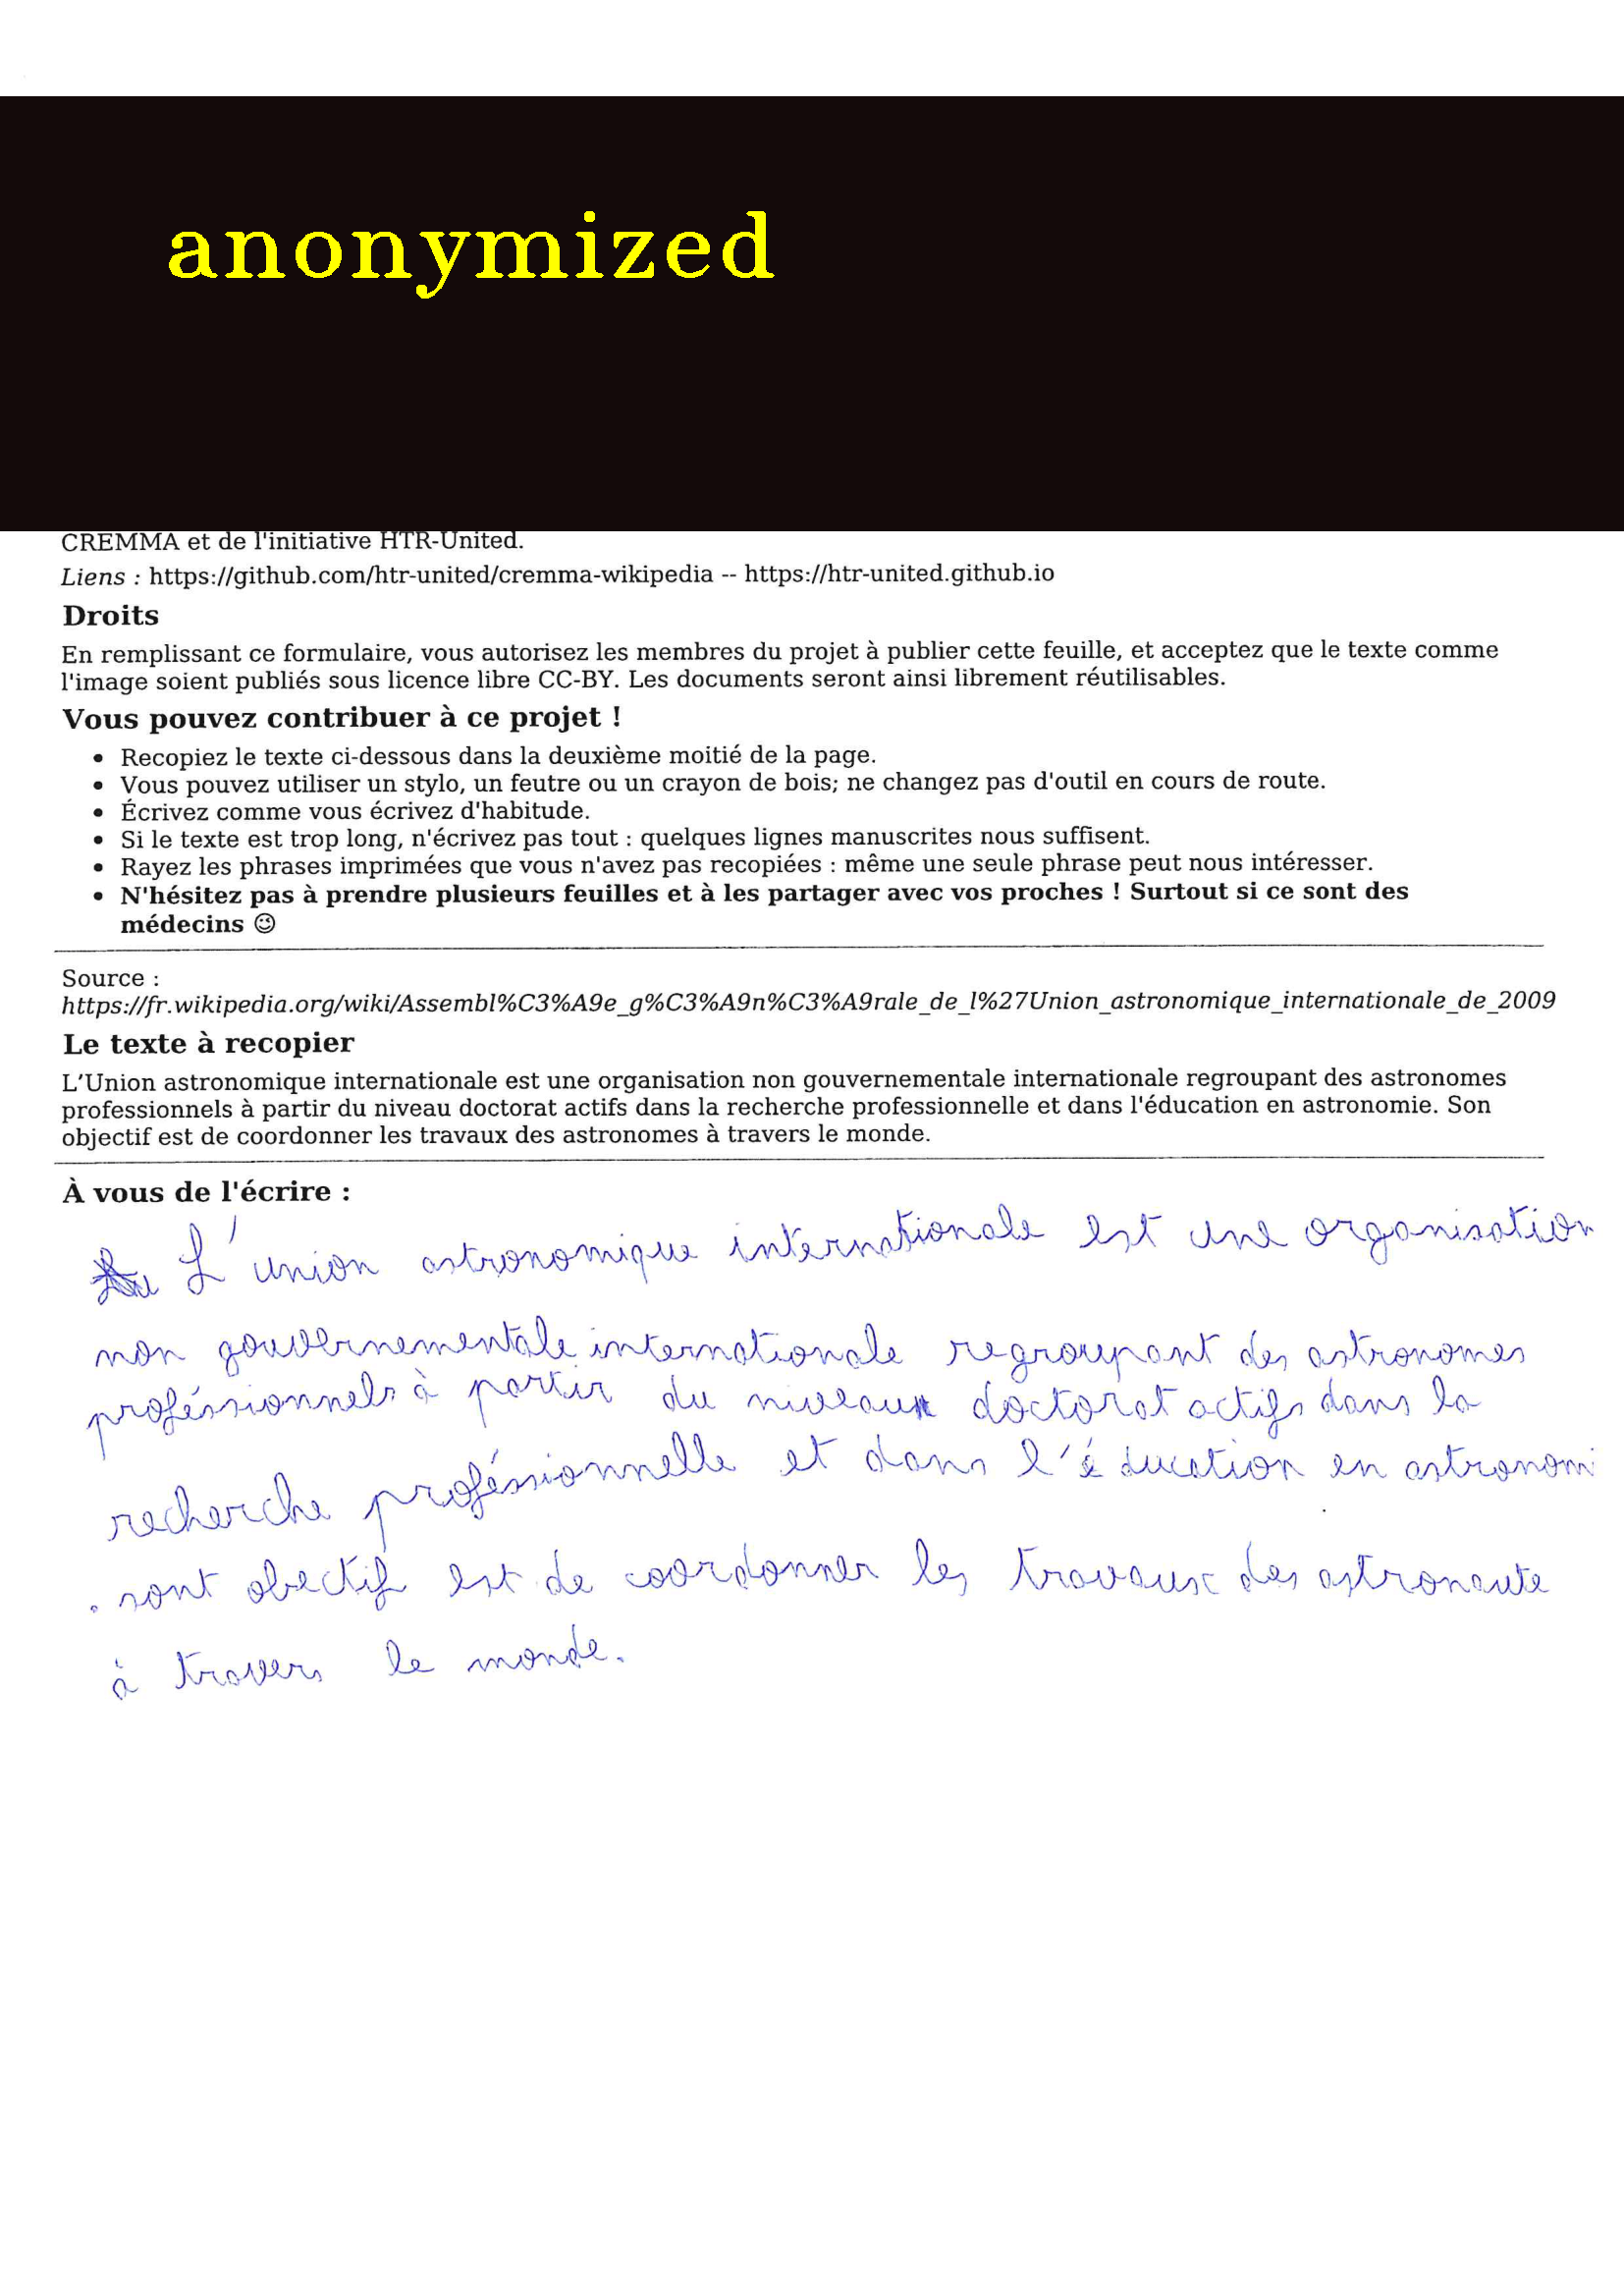 anonymized
CREMMA et de l'initiative HTR-United.
Liens : https://github.com/htr-united/cremma-wikipedia -- https://htr-united.github.io
Droits
En remplissant ce formulaire, vous autorisez les membres du projet à publier cette feuille, et acceptez que le texte comme
l'image soient publiés sous licence libre CC-BY. Les documents seront ainsi librement réutilisables.
Vous pouvez contribuer à ce projet !
• Recopiez le texte ci-dessous dans la deuxième moitié de la page.
• Vous pouvez utiliser un stylo, un feutre ou un crayon de bois; ne changez pas d'outil en cours de route.
• Écrivez comme vous écrivez d'habitude.
• Si le texte est trop long, n'écrivez pas tout : quelques lignes manuscrites nous suffisent.
• Rayez les phrases imprimées que vous n'avez pas recopiées : même une seule phrase peut nous intéresser.
• N'hésitez pas à prendre plusieurs feuilles et à les partager avec vos proches ! Surtout si ce sont des
médecins 😉
Source :
https://fr.wikipedia.org/wiki/Assembl%C3%A9e_g%C3%A9n%C3%A9rale_de_l%27Union_astronomique_internationale_de_2009
Le texte à recopier
L’Union astronomique internationale est une organisation non gouvernementale internationale regroupant des astronomes
professionnels à partir du niveau doctorat actifs dans la recherche professionnelle et dans l'éducation en astronomie. Son
objectif est de coordonner les travaux des astronomes à travers le monde.
À vous de l'écrire :
L'union astronomique internationale est une organisation
non gouvernementale internationale regroupant des astronomes
proféssionnels à partir du niveau doctorat actifs dans la
recherche proféssionnelle et dans l'éducation en astronomi
. sont obectif est de coordonner les travaux des astronaute
à travers le monde.